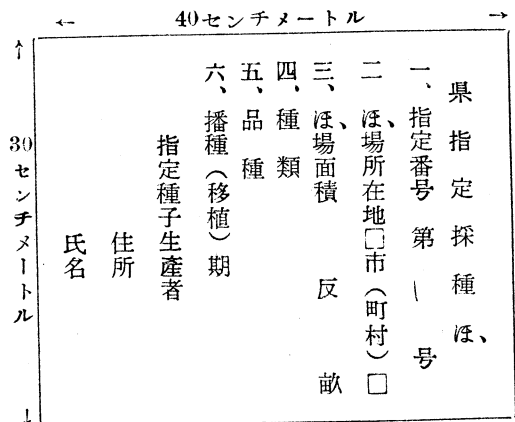 40センチメートル
30センチメートル
県指定採種ほ、
一、指定番号 第 ― 号
二 ほ、場所在地□市(町村)□
三、ほ、場面積 反 畝
四、種類
五、品種
六、播種(移植)期
指定種子生産者
住所
氏名